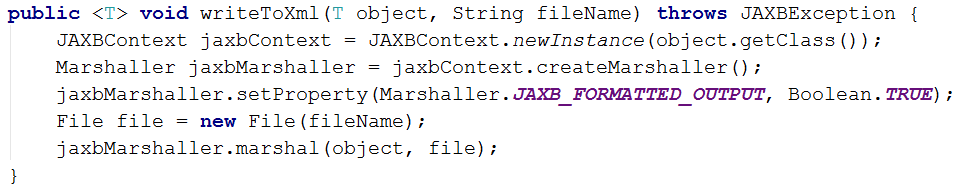 public <T> void writeToXml(T object, String fileName) throws JAXBException {
    JAXBContext jaxbContext = JAXBContext.newInstance(object.getClass());
    Marshaller jaxbMarshaller = jaxbContext.createMarshaller();
    jaxbMarshaller.setProperty(Marshaller.JAXB_FORMATTED_OUTPUT, Boolean.TRUE);
    File file = new File(fileName);
    jaxbMarshaller.marshal(object, file);
}